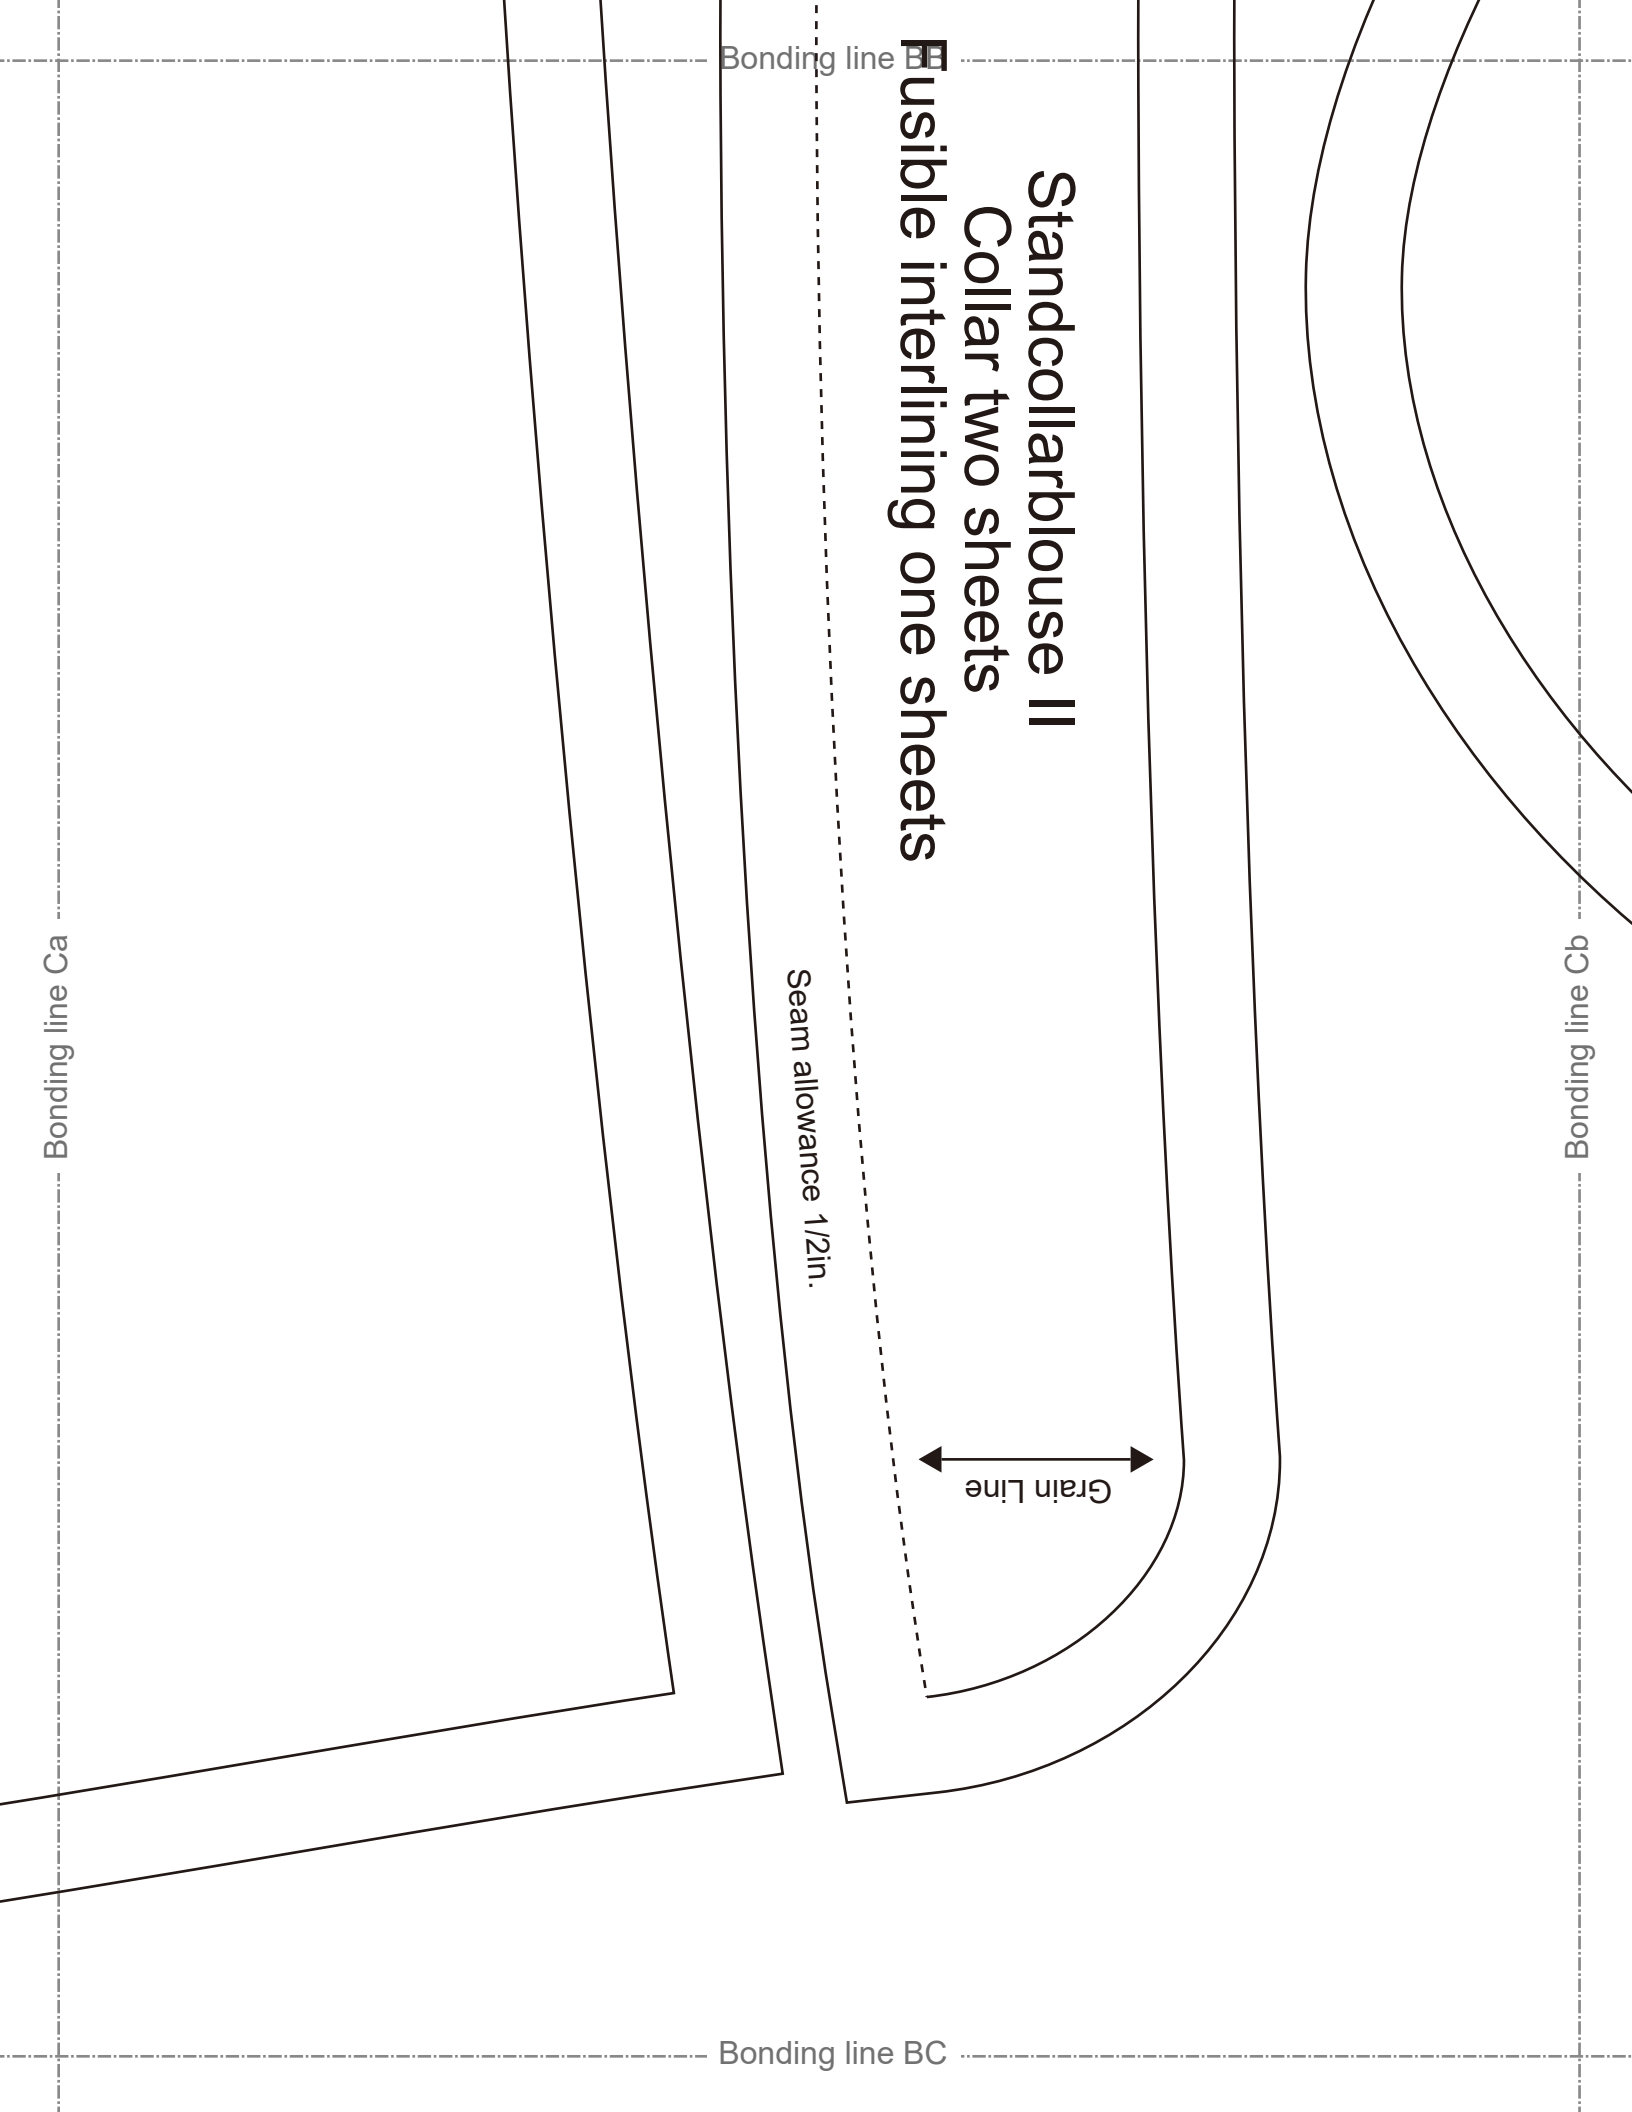 Bonding line BB
Standcollarblouse II
Collar two sheets
Fusible interlining one sheets
Bonding line Ca
Bonding line Cb
Seam allowance 1/2in.
Grain Line
Bonding line BC